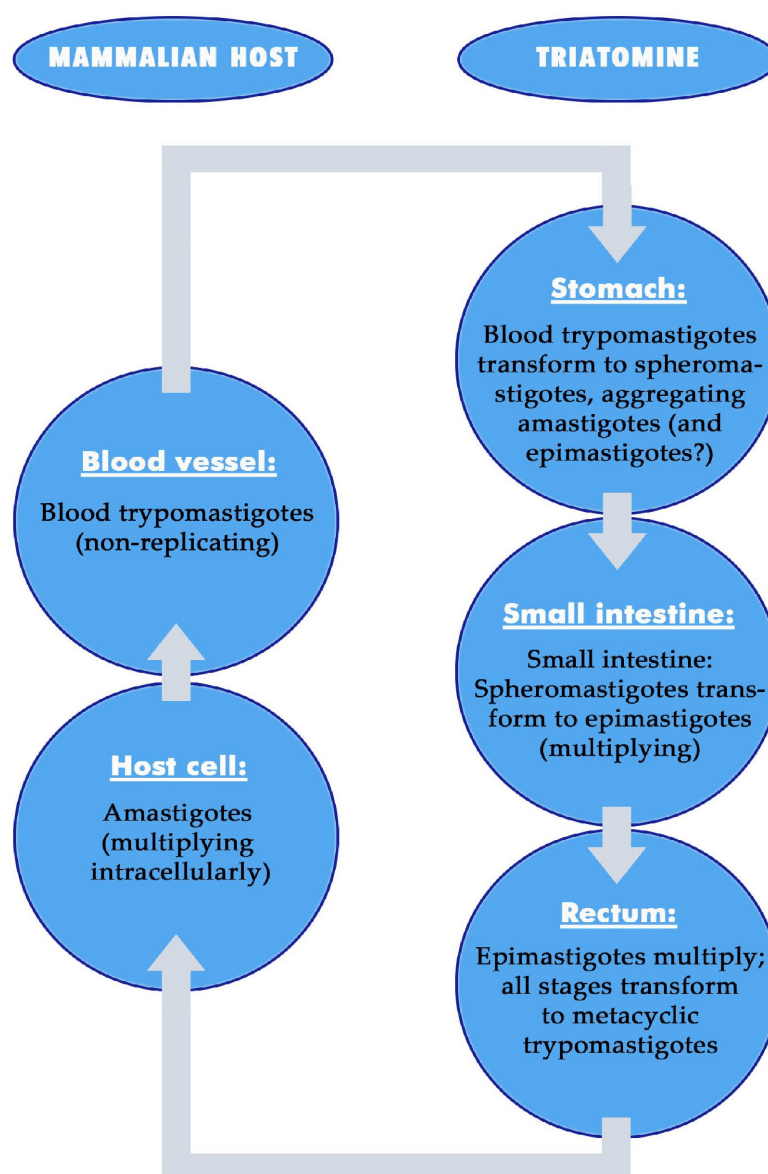 MAMMALIAN HOST
TRIATOMINE
Stomach:
Blood trypomastigotes
transform to spheroma-
stigotes, aggregating
amastigotes (and
epimastigotes?)
Blood vessel:
Blood trypomastigotes
(non-replicating)
Small intestine:
Small intestine:
Spheromastigotes trans-
form to epimastigotes
(multiplying)
Host cell:
Amastigotes
(multiplying
intracellularly)
Rectum:
Epimastigotes multiply;
all stages transform
to metacyclic
trypomastigotes